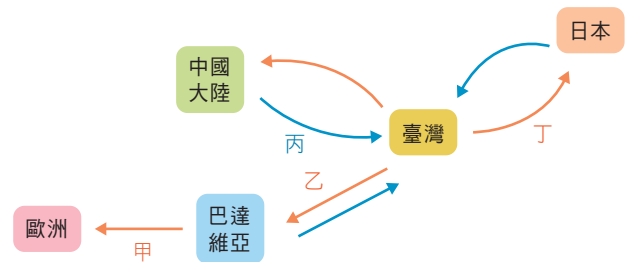 日本
中國
大陸
臺灣
丙
丁
乙
巴達
維亞
歐洲
甲